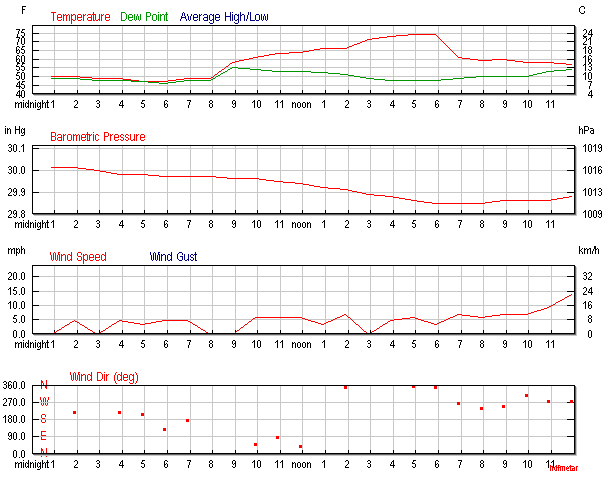 F C
Temperature Dew Point Average High/Low
75 24
70 21
65 18
60 16
55 13
50 10
45 7
40 4
midnight 1 2 3 4 5 6 7 8 9 10 11 noon 1 2 3 4 5 6 7 8 9 10 11
in Hg hPa
Barometric Pressure
30.1 1019
30.0 1016
29.9 1013
29.8 1009
midnight 1 2 3 4 5 6 7 8 9 10 11 noon 1 2 3 4 5 6 7 8 9 10 11
mph km/h
Wind Speed Wind Gust
20.0 32
15.0 24
10.0 16
5.0 8
0.0 0
midnight 1 2 3 4 5 6 7 8 9 10 11 noon 1 2 3 4 5 6 7 8 9 10 11
Wind Dir (deg)
360.0 N
270.0 W
180.0 S
90.0 E
0.0 N
midnight 1 2 3 4 5 6 7 8 9 10 11 noon 1 2 3 4 5 6 7 8 9 10 11